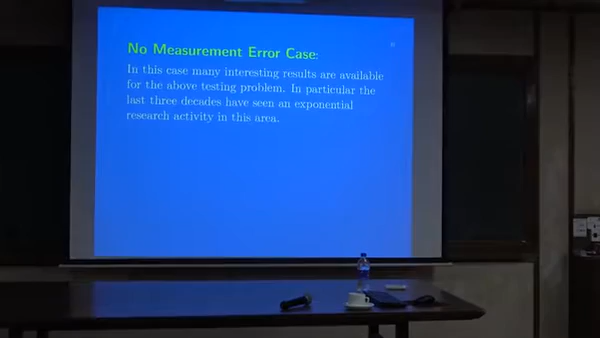 No Measurement Error Case:
In this case many interesting results are available
for the above testing problem. In particular the
last three decades have seen an exponential
research activity in this area.